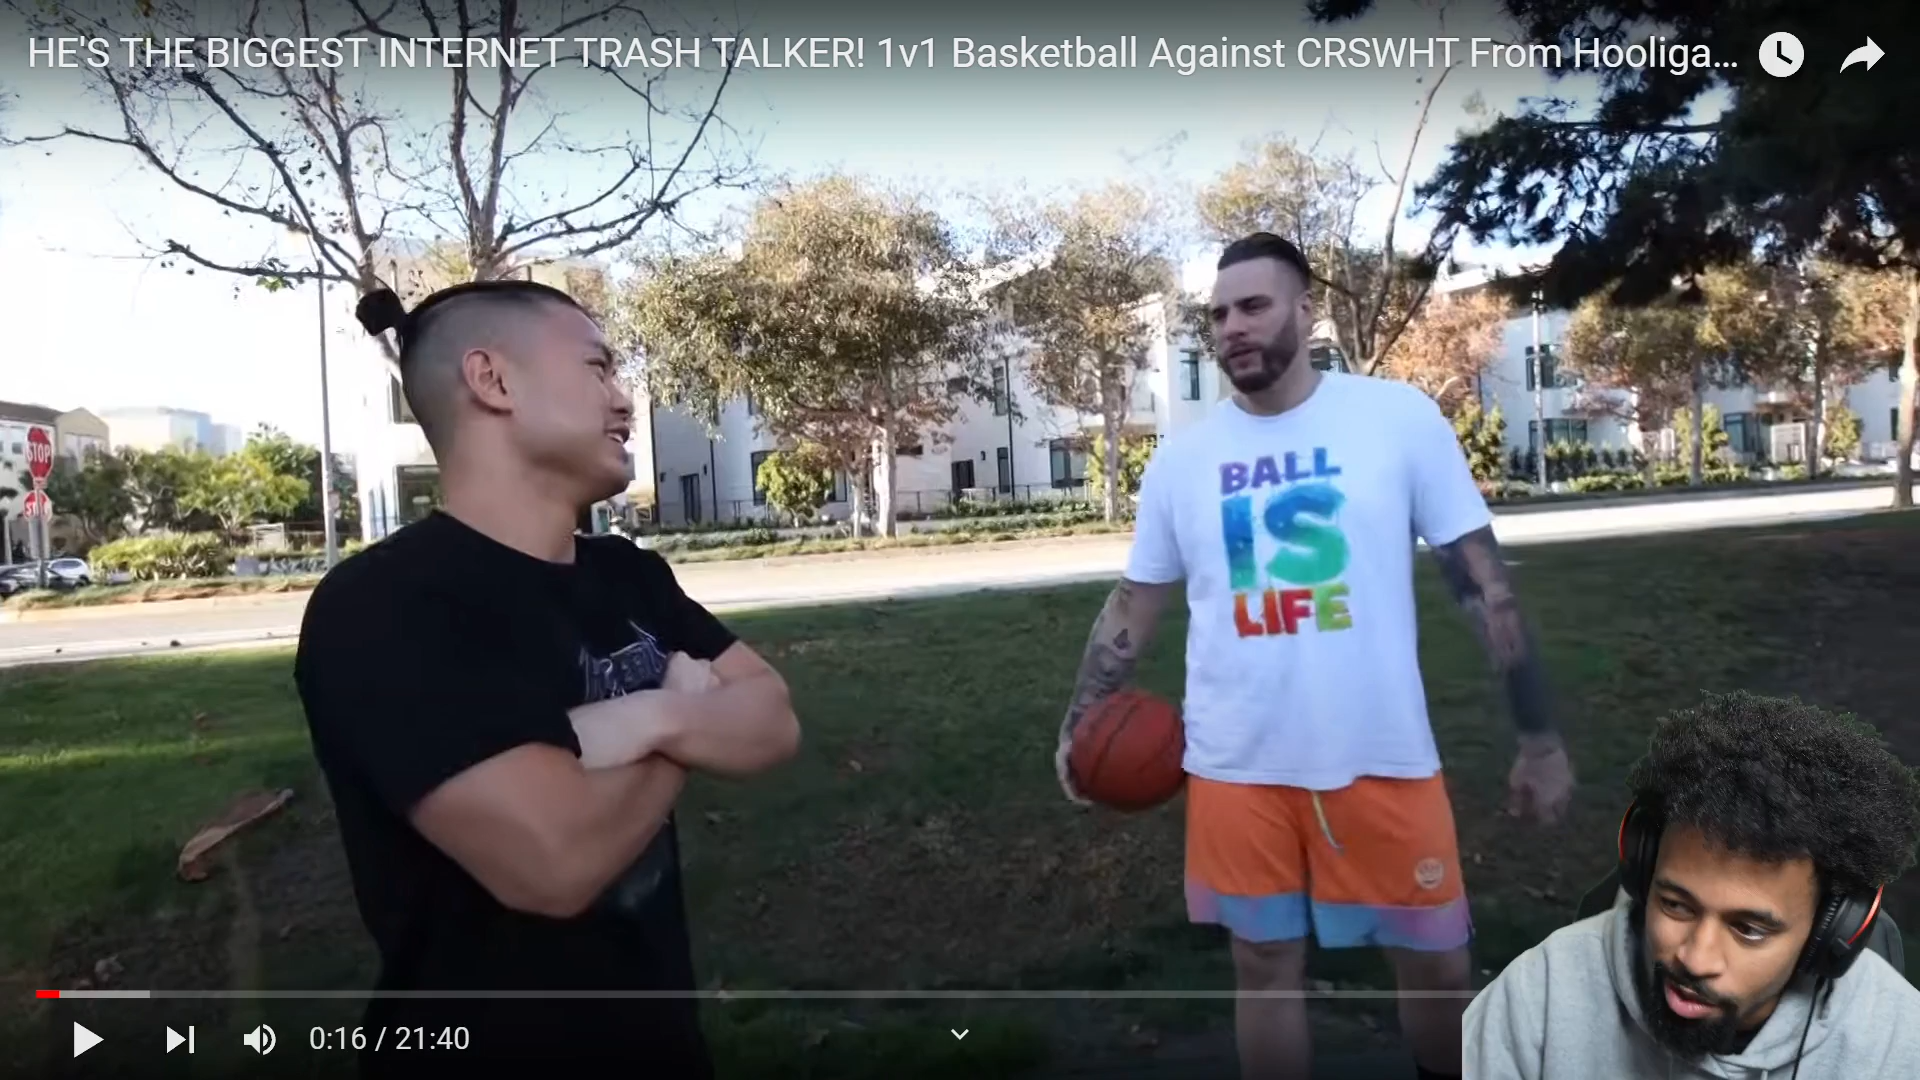 HE'S THE BIGGEST INTERNET TRASH TALKER! 1v1 Basketball Against CRSWHT From Hooliga...
STOP
BALL
IS
LIFE
0:16 / 21:40